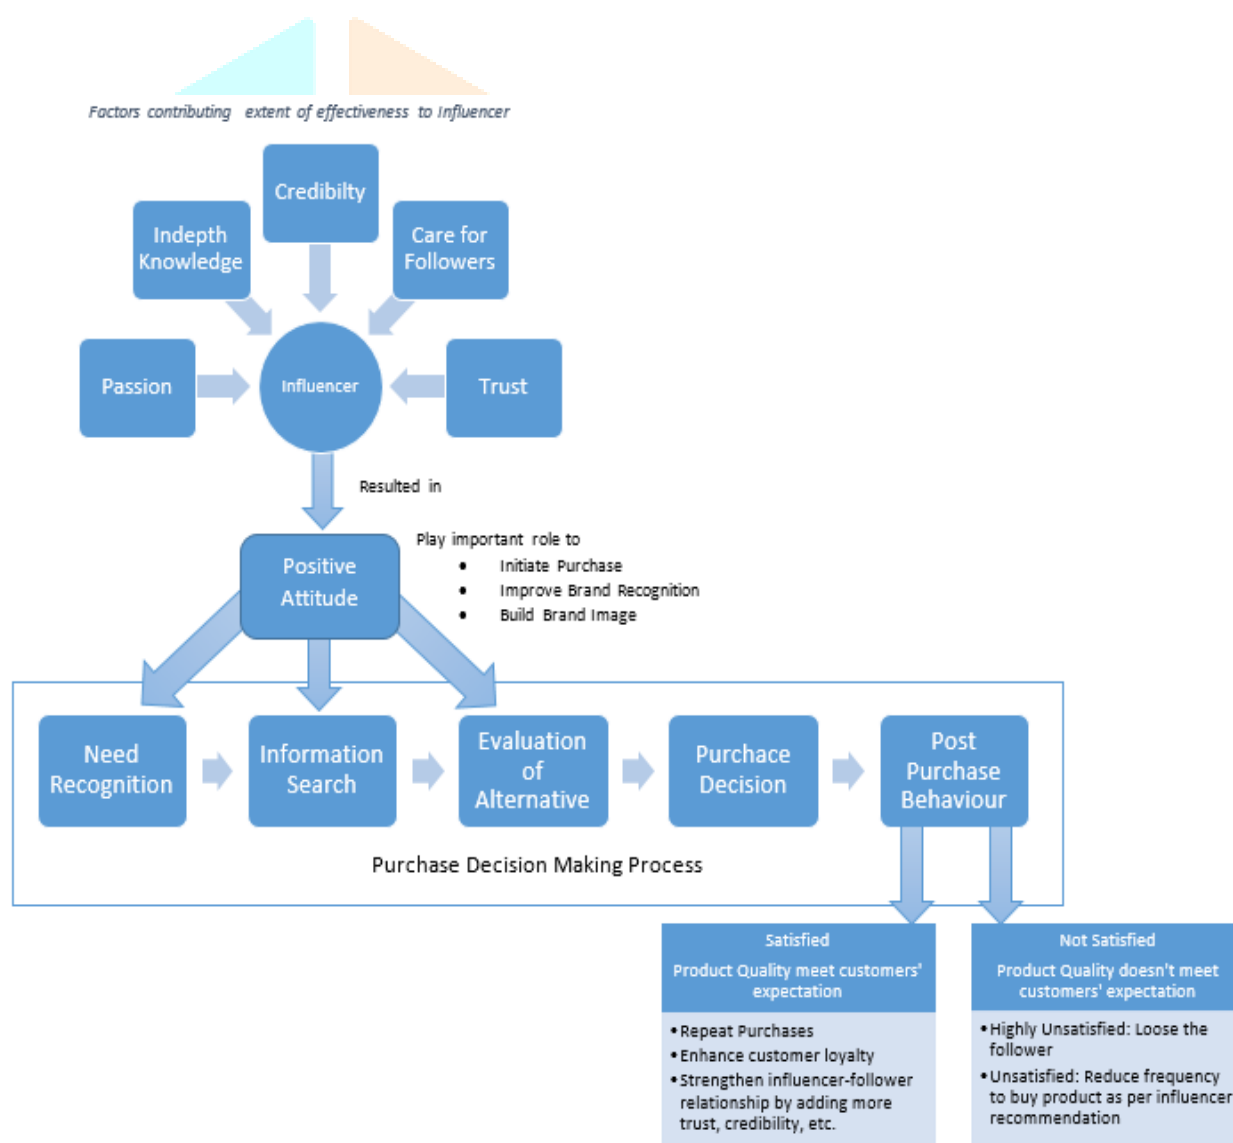 Factors contributing extent of effectiveness to Influencer
Credibilty
Indepth
Knowledge
Care for
Followers
Passion
Influencer
Trust
Resulted in
Positive
Attitude
Play important role to
• Initiate Purchase
• Improve Brand Recognition
• Build Brand Image
Need
Recognition
Information
Search
Evaluation
of
Alternative
Purchace
Decision
Post
Purchase
Behaviour
Purchase Decision Making Process
Satisfied
Product Quality meet customers'
expectation
• Repeat Purchases
• Enhance customer loyalty
• Strengthen influencer-follower
relationship by adding more
trust, credibility, etc.
Not Satisfied
Product Quality doesn't meet
customers' expectation
• Highly Unsatisfied: Loose the
follower
• Unsatisfied: Reduce frequency
to buy product as per influencer
recommendation